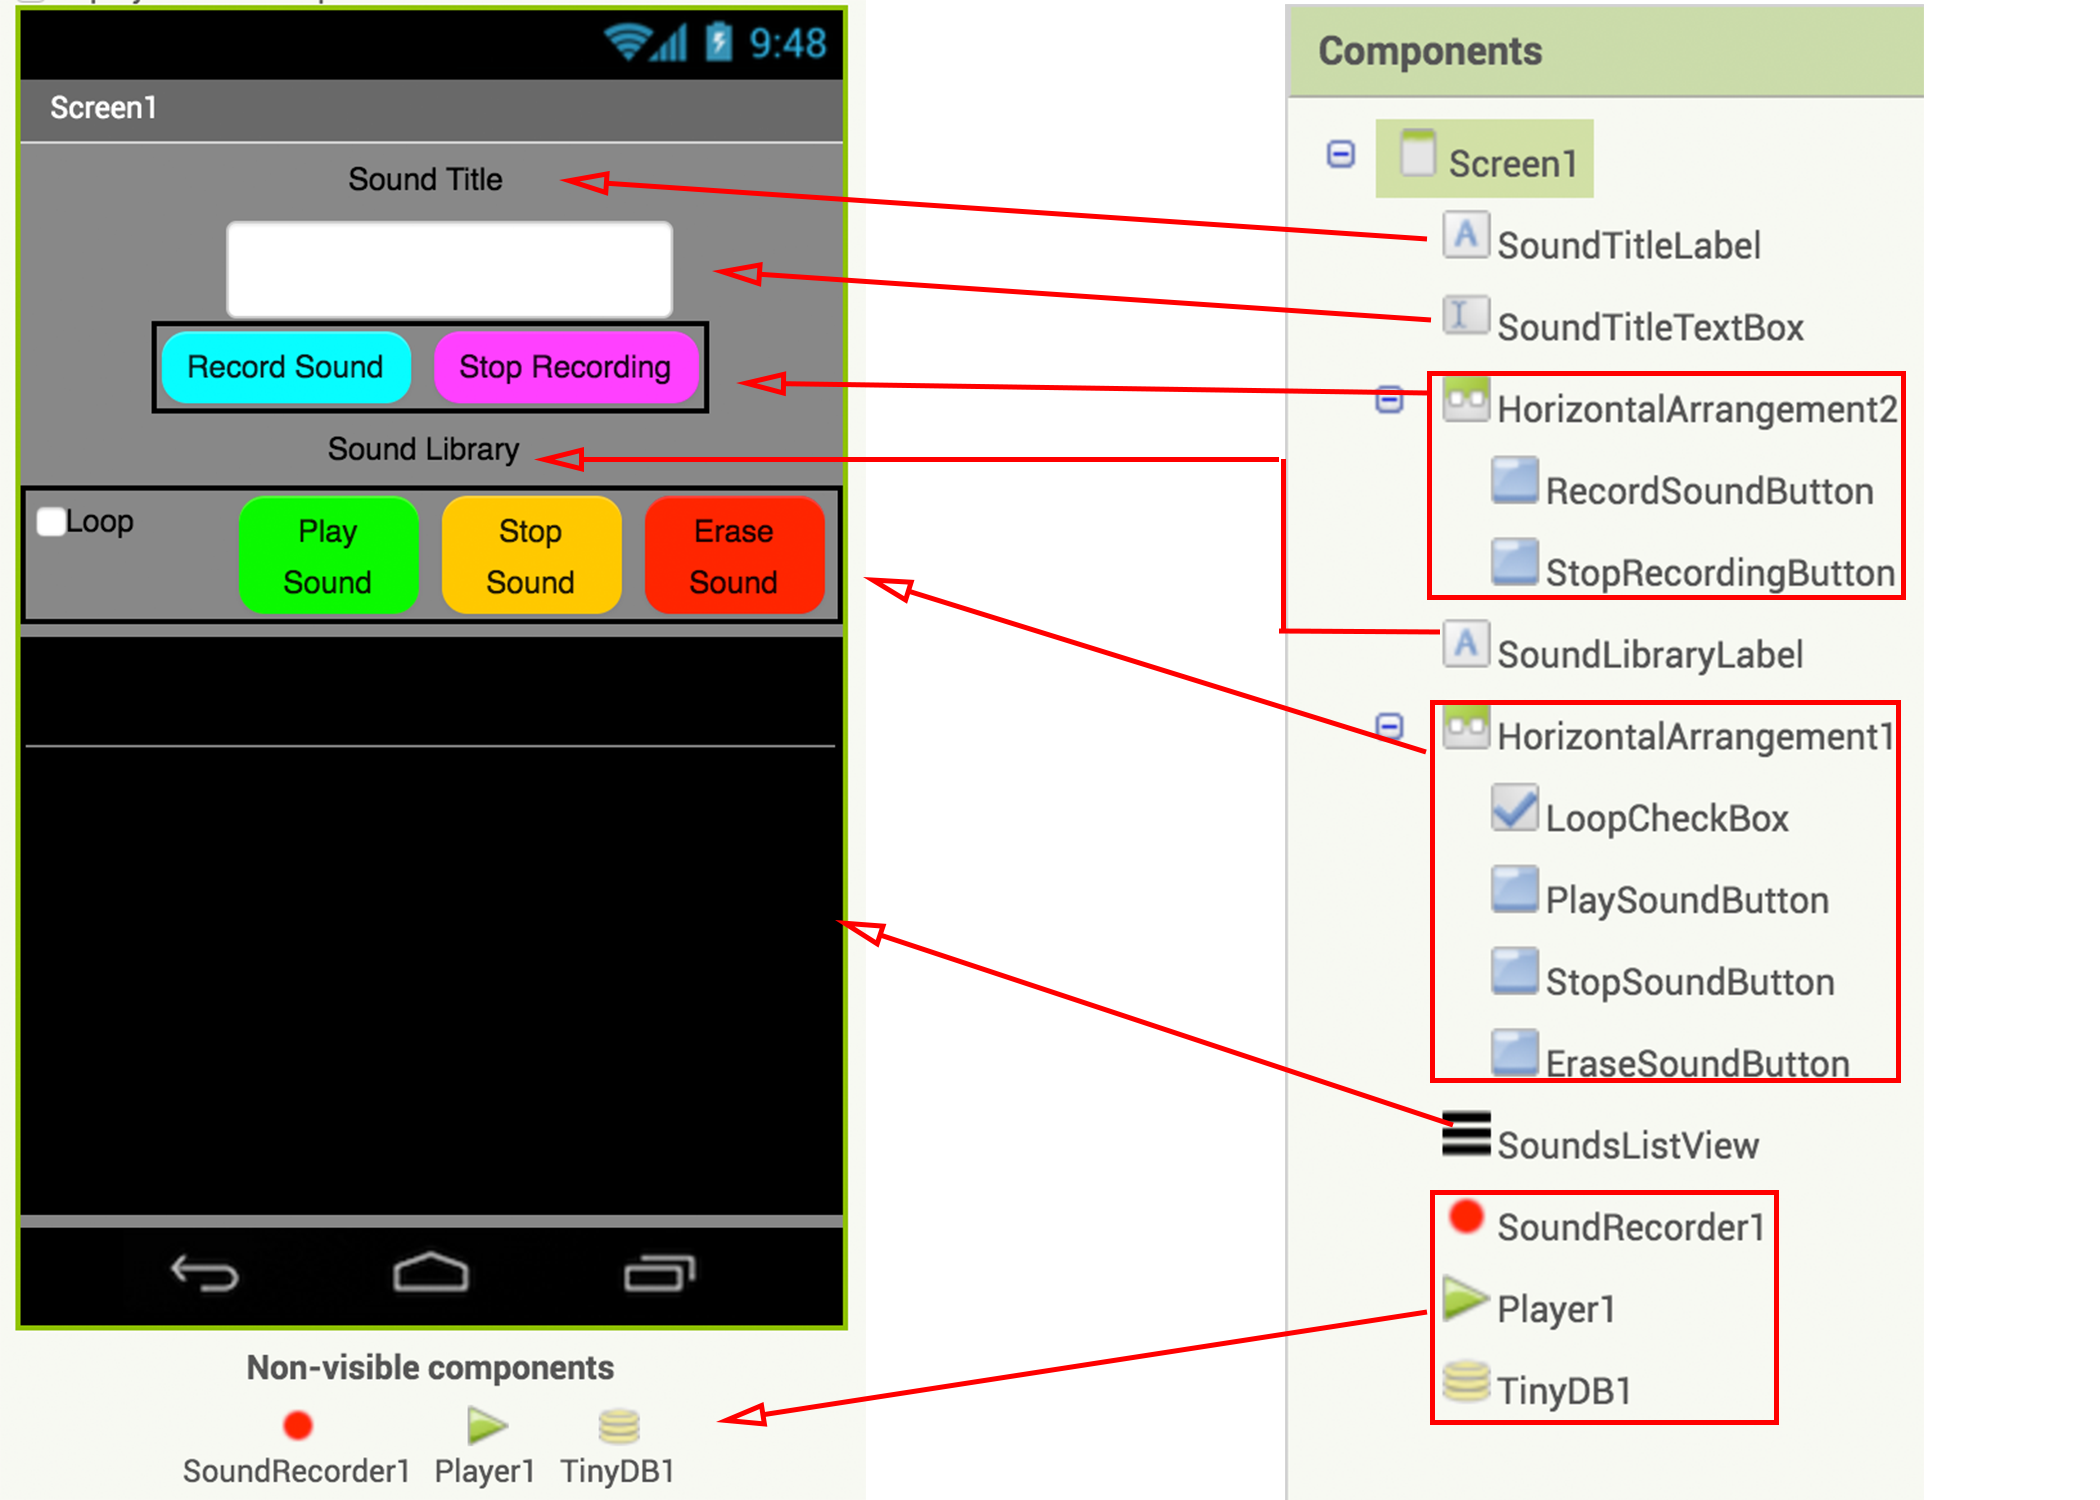 9:48
Screen1
Sound Title
Record Sound
Stop Recording
Sound Library
Loop
Play
Sound
Stop
Sound
Erase
Sound
Non-visible components
SoundRecorder1
Player1
TinyDB1
Components
Screen1
A
SoundTitleLabel
SoundTitleTextBox
HorizontalArrangement2
RecordSoundButton
StopRecordingButton
A
SoundLibraryLabel
HorizontalArrangement1
LoopCheckBox
PlaySoundButton
StopSoundButton
EraseSoundButton
SoundsListView
SoundRecorder1
Player1
TinyDB1